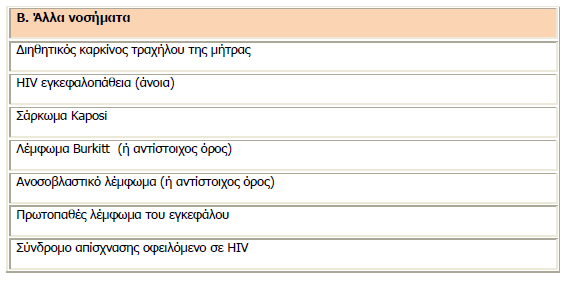 Β. Άλλα νοσήματα
Διηθητικός καρκίνος τραχήλου της μήτρας
HIV εγκεφαλοπάθεια (άνοια)
Σάρκωμα Kaposi
Λέμφωμα Burkitt (ή αντίστοιχος όρος)
Ανοσοβλαστικό λέμφωμα (ή αντίστοιχος όρος)
Πρωτοπαθές λέμφωμα του εγκεφάλου
Σύνδρομο απίσχνασης οφειλόμενο σε HIV